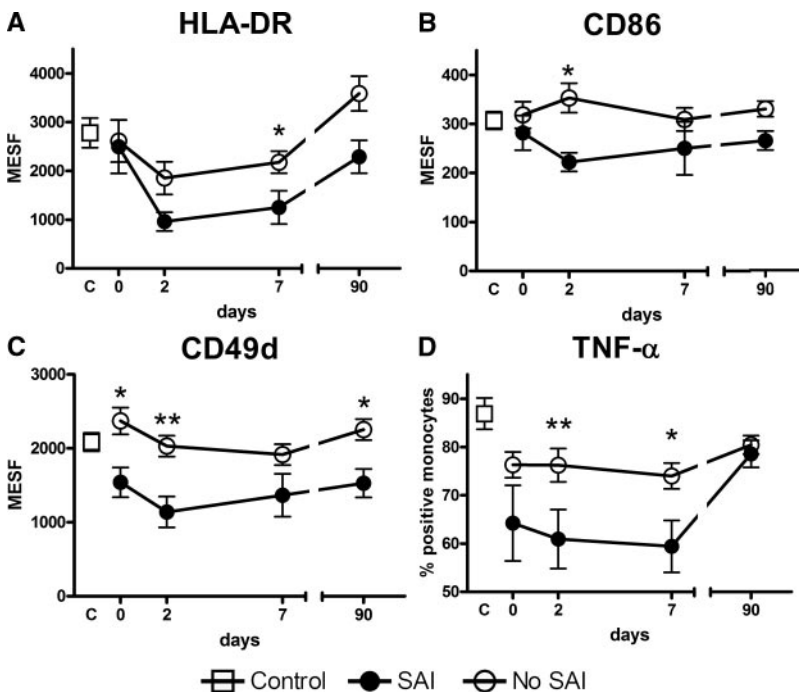 A HLA-DR
MESF
4000
3000
2000
1000
0
*
C 0 2 7 90
days
B CD86
MESF
400
300
200
100
0
*
C 0 2 7 90
days
C CD49d
MESF
3000
2000
1000
0
* ** *
C 0 2 7 90
days
D TNF-α
% positive monocytes
90
80
70
60
50
** *
C 0 2 7 90
days
Control SAI No SAI